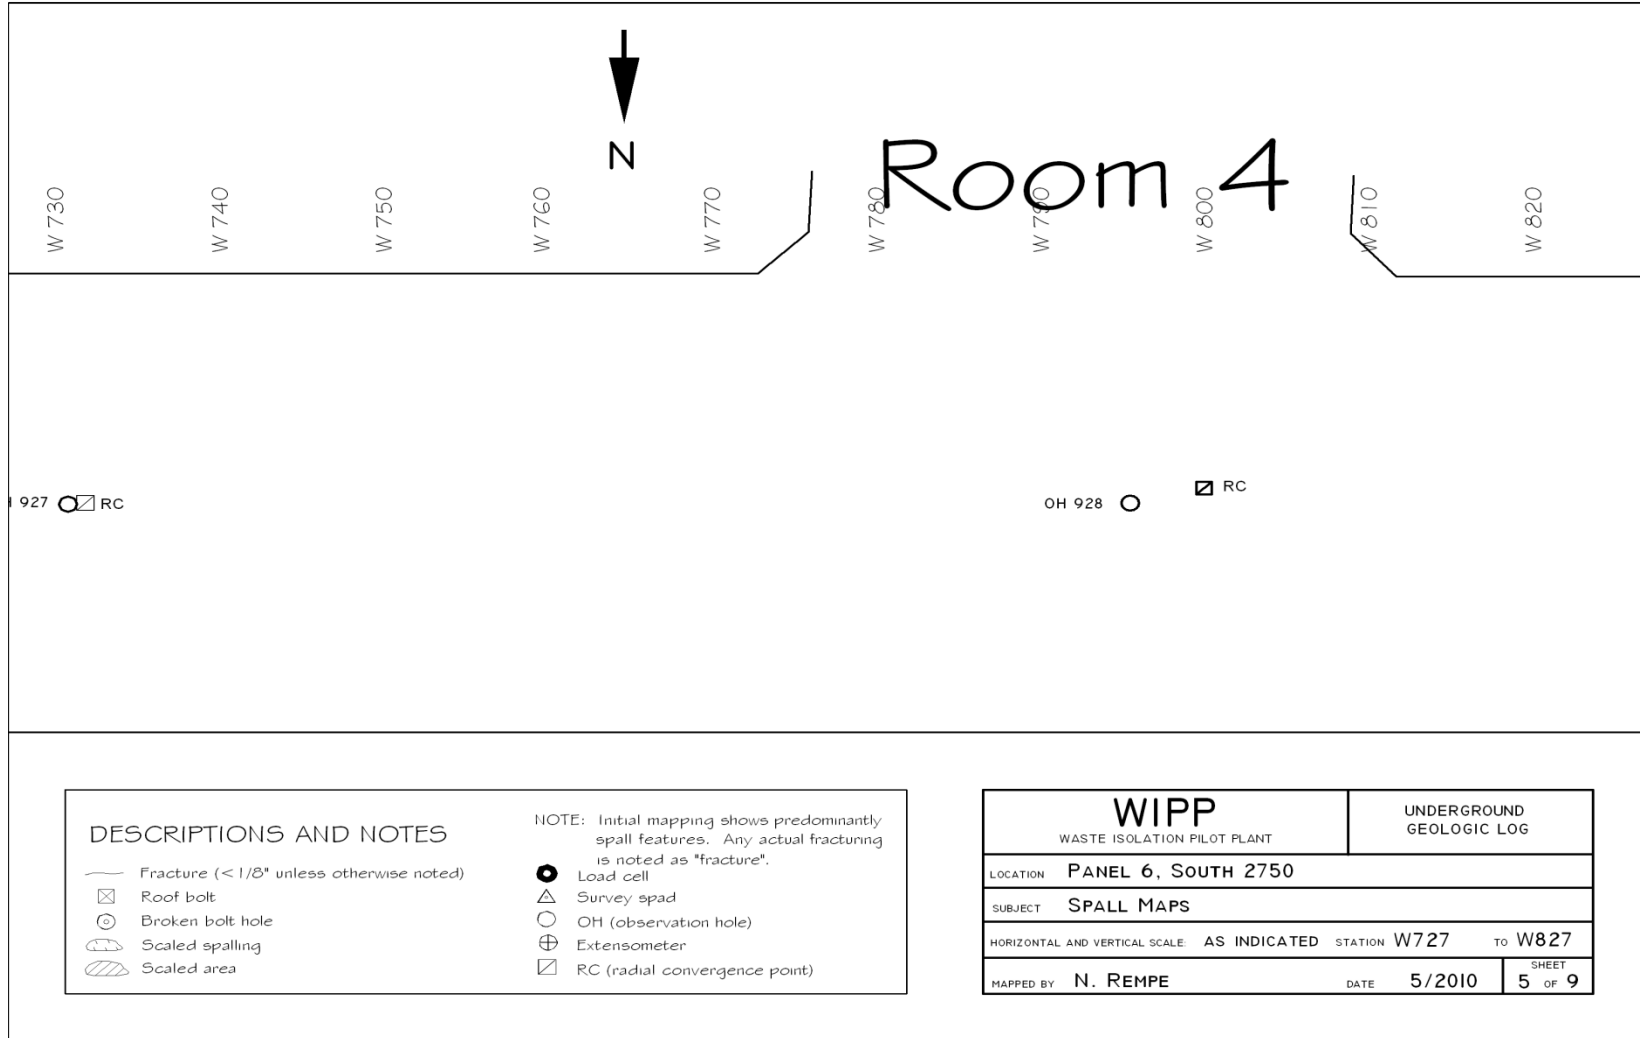 N
Room 4
W 730
W 740
W 750
W 760
W 770
W 780
W 790
W 800
W 810
W 820
927
RC
OH 928
RC
DESCRIPTIONS AND NOTES
Fracture (< 1/8" unless otherwise noted)
Roof bolt
Broken bolt hole
Scaled spalling
Scaled area
NOTE: Initial mapping shows predominantly
spall features. Any actual fracturing
is noted as "fracture".
Load cell
Survey spad
OH (observation hole)
Extensometer
RC (radial convergence point)
WIPP
WASTE ISOLATION PILOT PLANT
UNDERGROUND
GEOLOGIC LOG
LOCATION PANEL 6, SOUTH 2750
SUBJECT SPALL MAPS
HORIZONTAL AND VERTICAL SCALE: AS INDICATED STATION W727 TO W827
MAPPED BY N. REMPE DATE 5/2010 SHEET 5 OF 9